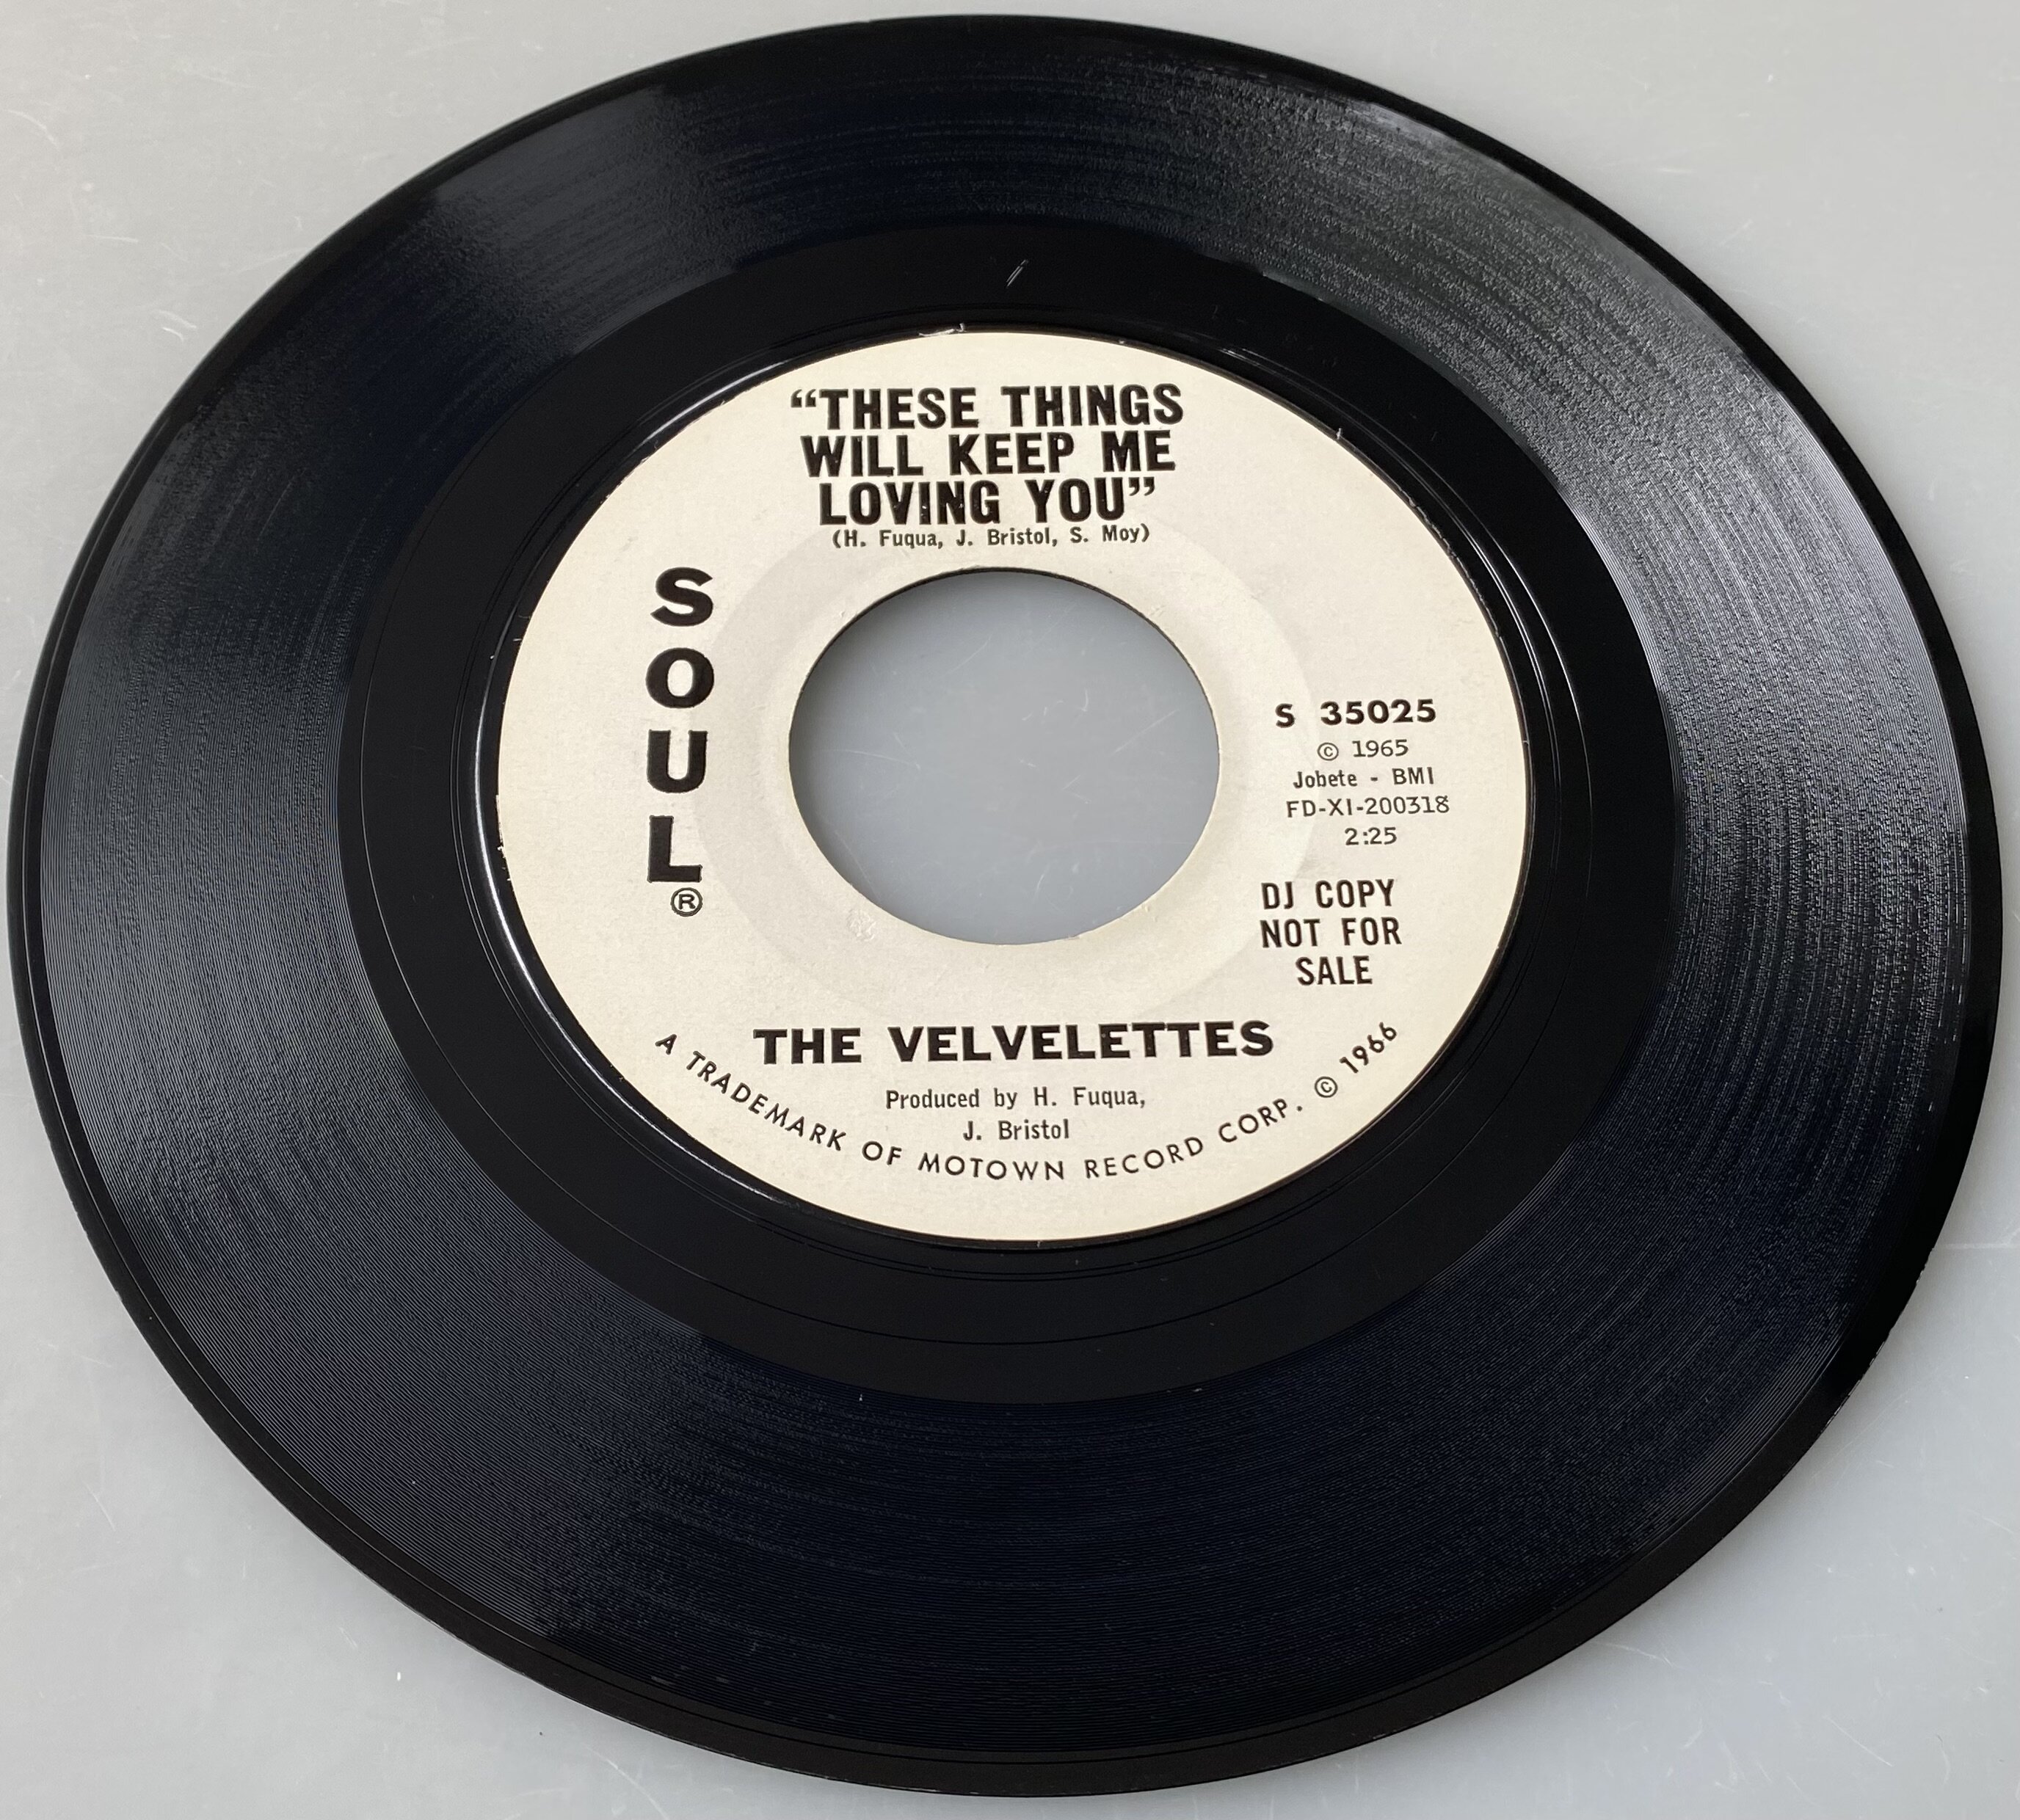 “THESE THINGS
WILL KEEP ME
LOVING YOU”
(H. Fuqua, J. Bristol, S. Moy)
SOUL®
S 35025
© 1965
Jobete - BMI
FD-XI-200318
2:25
DJ COPY
NOT FOR
SALE
THE VELVELETTES
Produced by H. Fuqua,
J. Bristol
A TRADEMARK OF MOTOWN RECORD CORP. © 1966